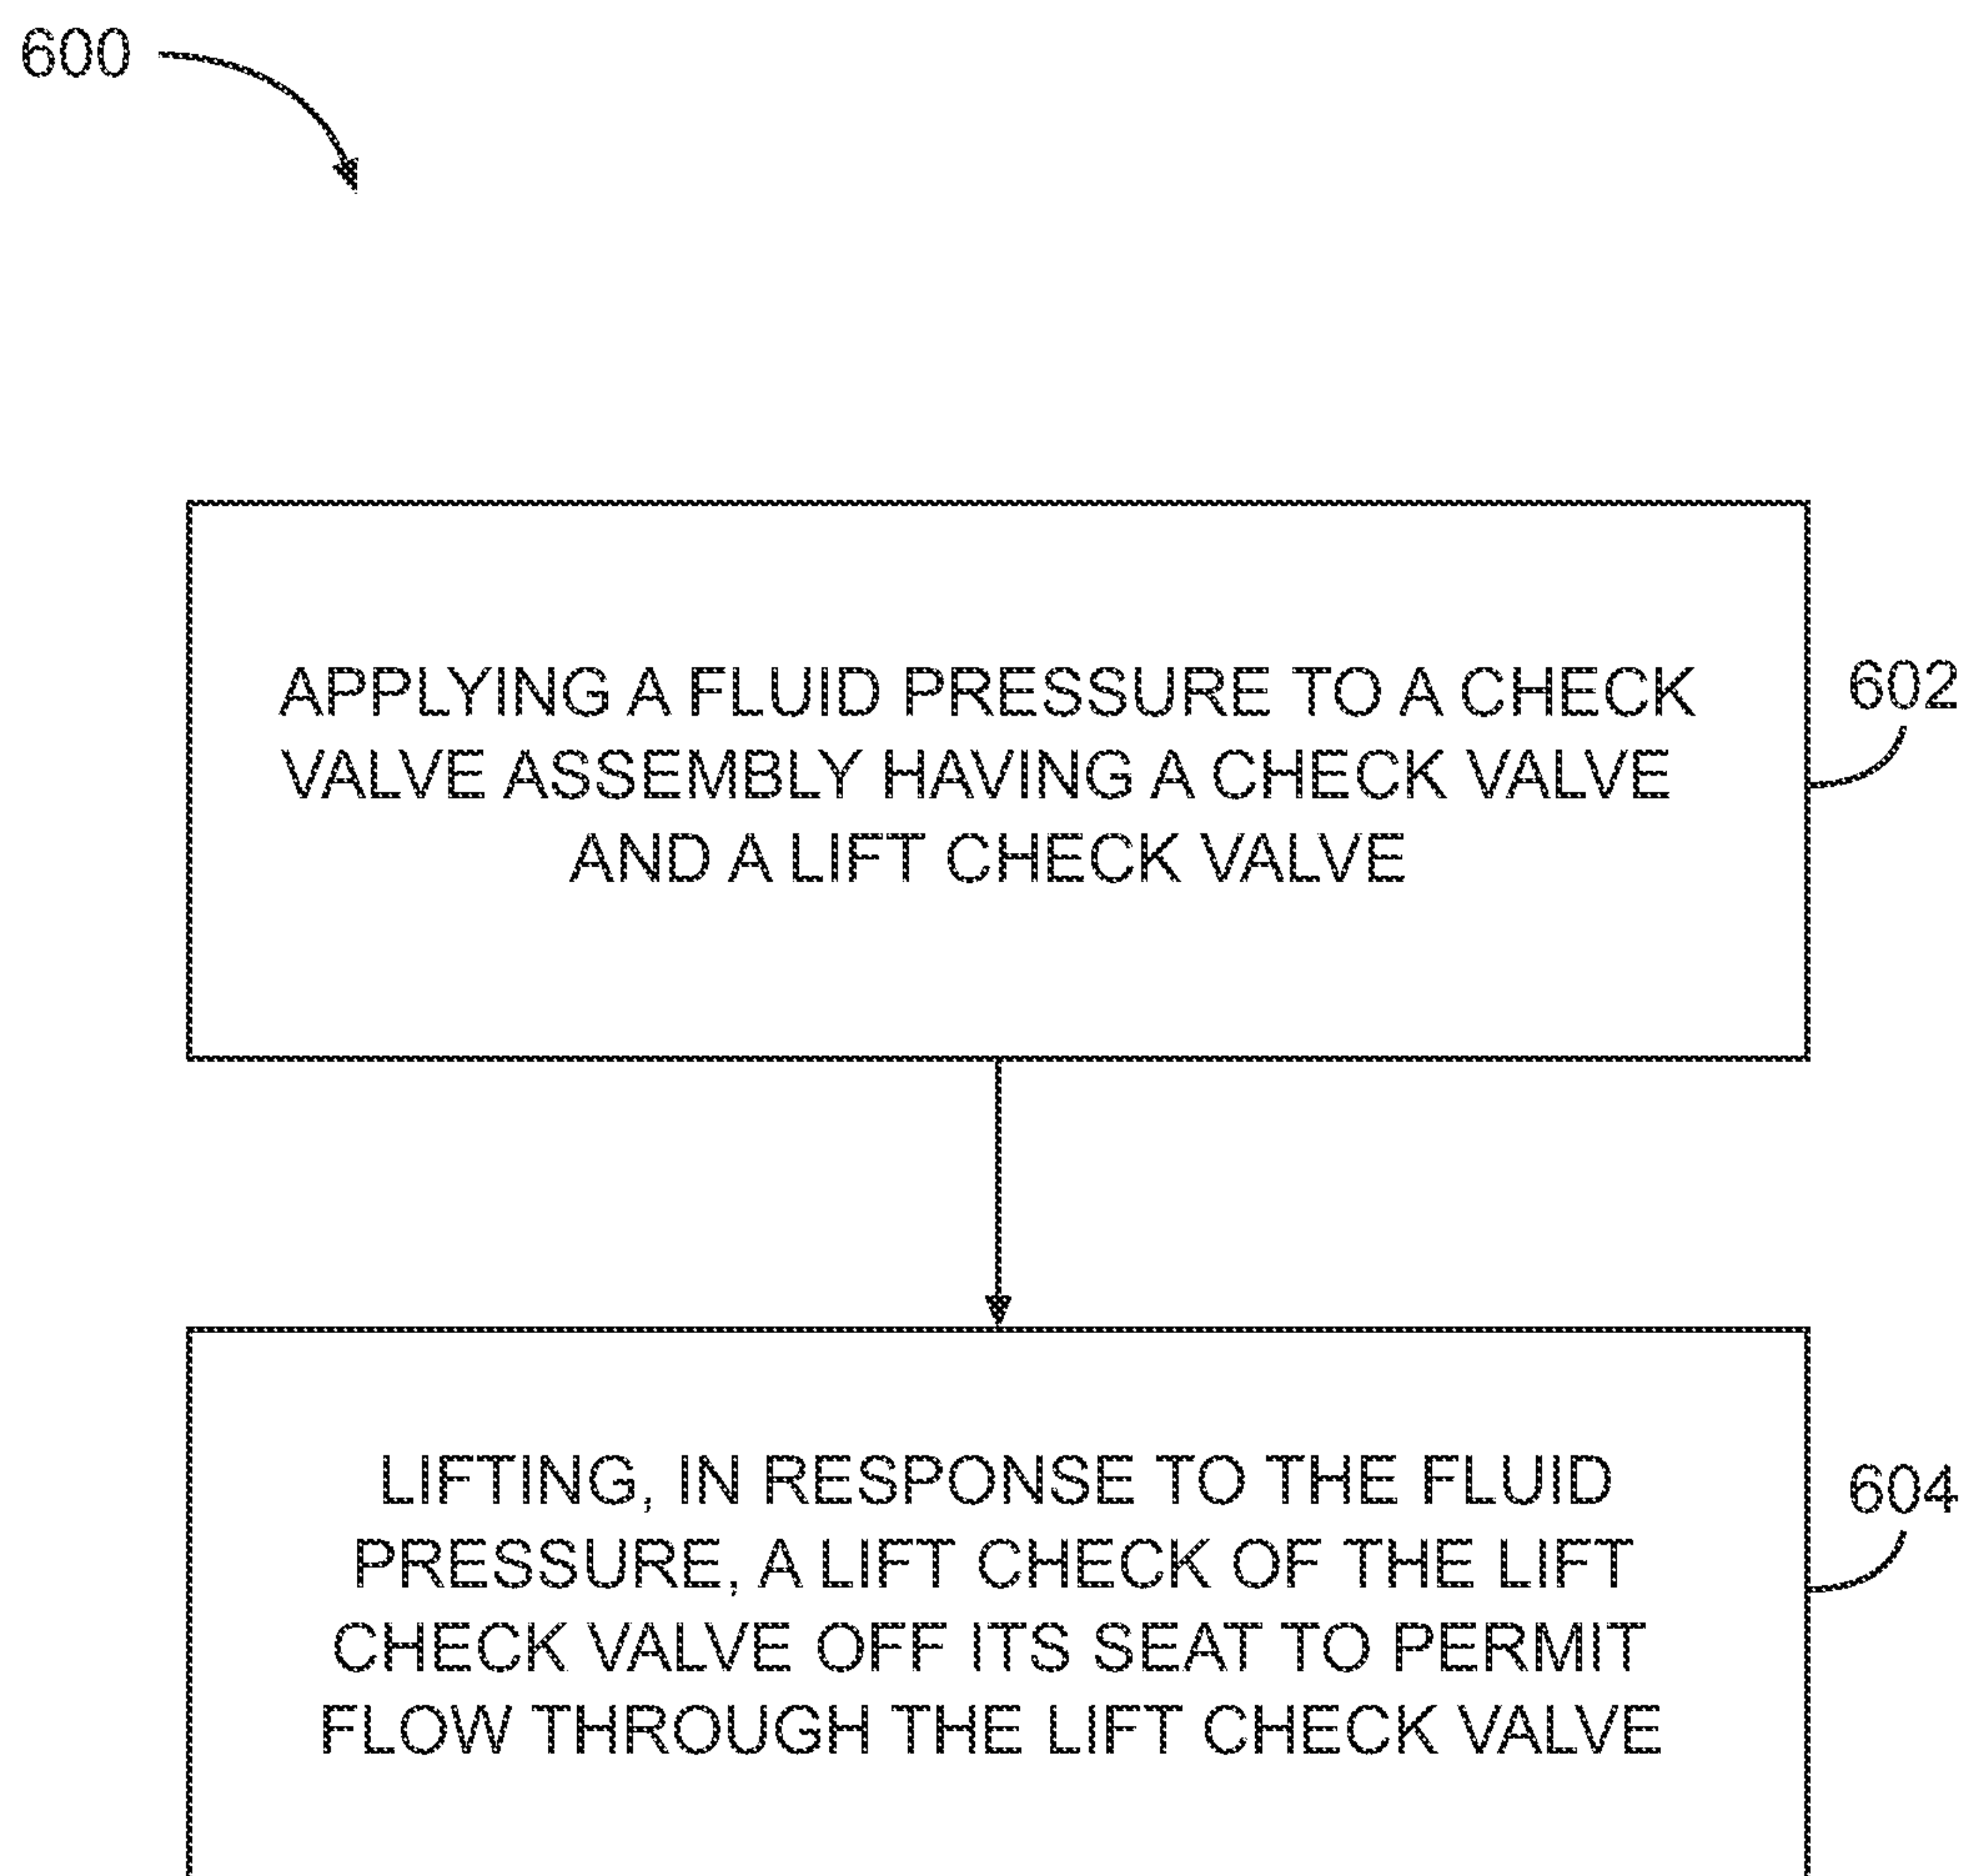 600
APPLYING A FLUID PRESSURE TO A CHECK
VALVE ASSEMBLY HAVING A CHECK VALVE
AND A LIFT CHECK VALVE
602
LIFTING, IN RESPONSE TO THE FLUID
PRESSURE, A LIFT CHECK OF THE LIFT
CHECK VALVE OFF ITS SEAT TO PERMIT
FLOW THROUGH THE LIFT CHECK VALVE
604